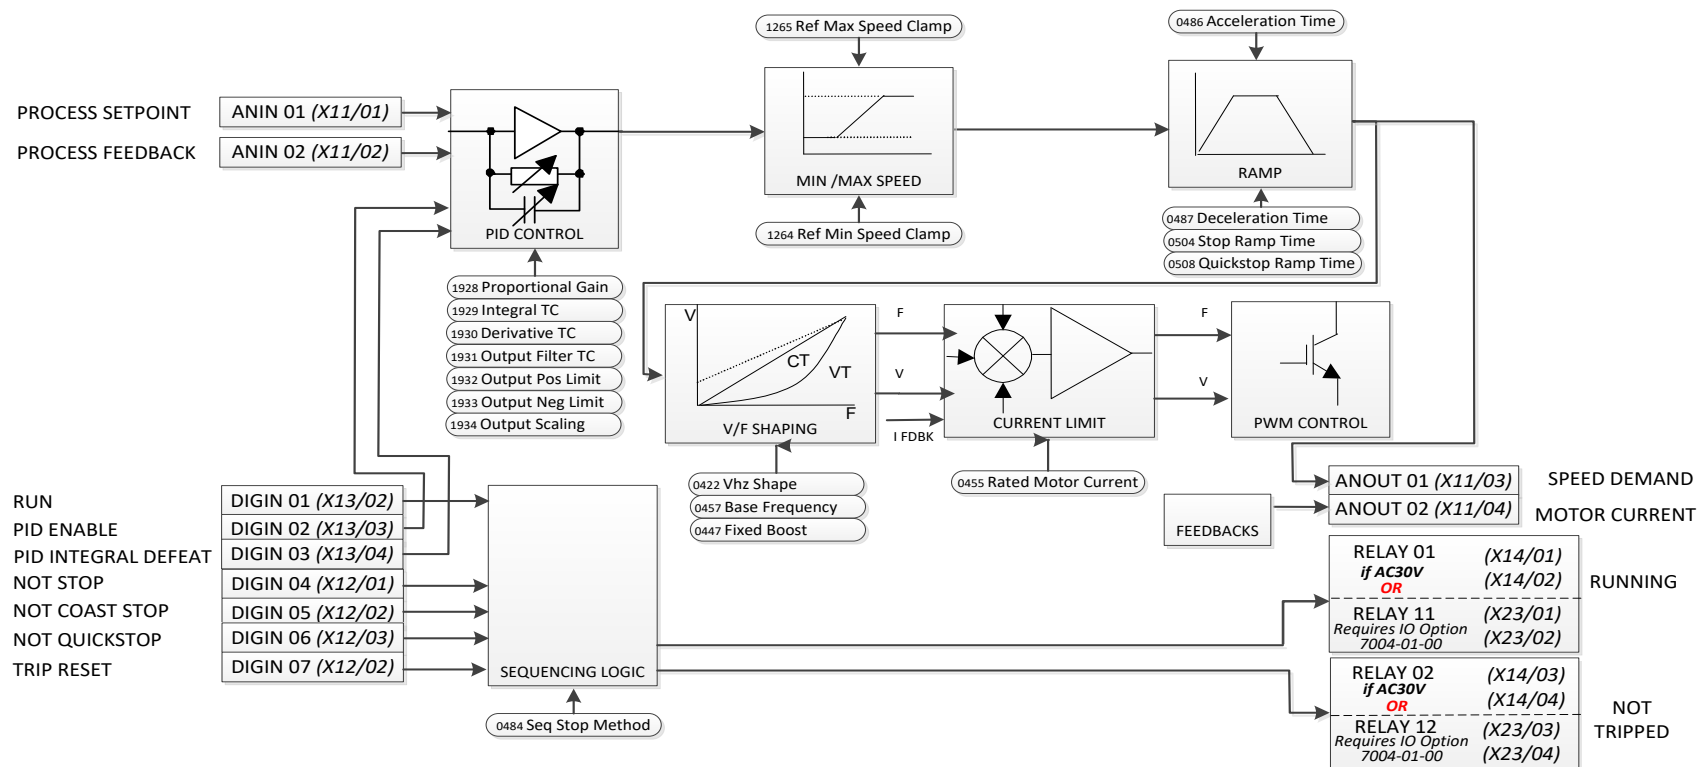 1265 Ref Max Speed Clamp
0486 Acceleration Time
PROCESS SETPOINT
ANIN 01 (X11/01)
PROCESS FEEDBACK
ANIN 02 (X11/02)
PID CONTROL
MIN /MAX SPEED
RAMP
1264 Ref Min Speed Clamp
0487 Deceleration Time
0504 Stop Ramp Time
0508 Quickstop Ramp Time
1928 Proportional Gain
1929 Integral TC
1930 Derivative TC
1931 Output Filter TC
1932 Output Pos Limit
1933 Output Neg Limit
1934 Output Scaling
V
CT
VT
F
V/F SHAPING
F
V
I FDBK
CURRENT LIMIT
F
V
PWM CONTROL
0422 Vhz Shape
0457 Base Frequency
0447 Fixed Boost
0455 Rated Motor Current
FEEDBACKS
ANOUT 01 (X11/03)
SPEED DEMAND
ANOUT 02 (X11/04)
MOTOR CURRENT
RUN
DIGIN 01 (X13/02)
PID ENABLE
DIGIN 02 (X13/03)
PID INTEGRAL DEFEAT
DIGIN 03 (X13/04)
NOT STOP
DIGIN 04 (X12/01)
NOT COAST STOP
DIGIN 05 (X12/02)
NOT QUICKSTOP
DIGIN 06 (X12/03)
TRIP RESET
DIGIN 07 (X12/02)
SEQUENCING LOGIC
0484 Seq Stop Method
RELAY 01
if AC30V
OR
(X14/01)
(X14/02)
RUNNING
RELAY 11
Requires IO Option
7004-01-00
(X23/01)
(X23/02)
RELAY 02
if AC30V
OR
(X14/03)
(X14/04)
NOT
TRIPPED
RELAY 12
Requires IO Option
7004-01-00
(X23/03)
(X23/04)